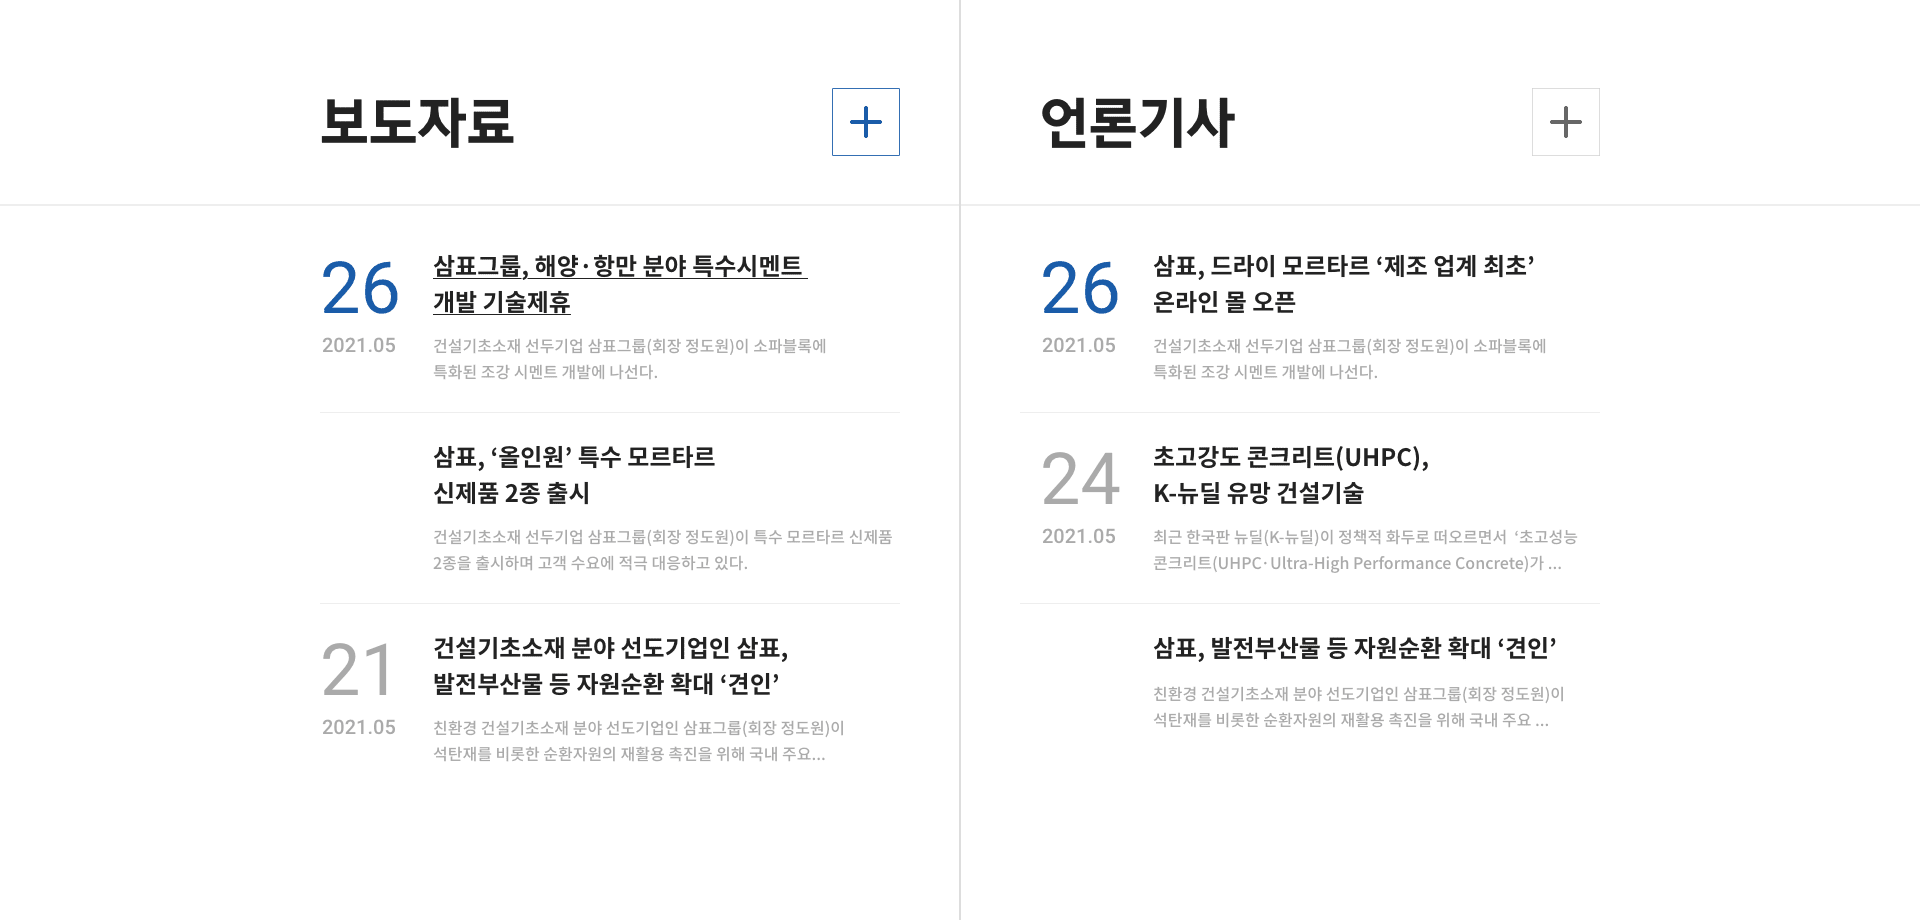 보도자료
26
2021.05
삼표그룹, 해양·항만 분야 특수시멘트
개발 기술제휴
건설기초소재 선두기업 삼표그룹(회장 정도원)이 소파블록에
특화된 조강 시멘트 개발에 나선다.
삼표, ‘올인원’ 특수 모르타르
신제품 2종 출시
건설기초소재 선두기업 삼표그룹(회장 정도원)이 특수 모르타르 신제품
2종을 출시하며 고객 수요에 적극 대응하고 있다.
21
2021.05
건설기초소재 분야 선도기업인 삼표,
발전부산물 등 자원순환 확대 ‘견인’
친환경 건설기초소재 분야 선도기업인 삼표그룹(회장 정도원)이
석탄재를 비롯한 순환자원의 재활용 촉진을 위해 국내 주요...
언론기사
26
2021.05
삼표, 드라이 모르타르 ‘제조 업계 최초’
온라인 몰 오픈
건설기초소재 선두기업 삼표그룹(회장 정도원)이 소파블록에
특화된 조강 시멘트 개발에 나선다.
24
2021.05
초고강도 콘크리트(UHPC),
K-뉴딜 유망 건설기술
최근 한국판 뉴딜(K-뉴딜)이 정책적 화두로 떠오르면서 ‘초고성능
콘크리트(UHPC·Ultra-High Performance Concrete)가 ...
삼표, 발전부산물 등 자원순환 확대 ‘견인’
친환경 건설기초소재 분야 선도기업인 삼표그룹(회장 정도원)이
석탄재를 비롯한 순환자원의 재활용 촉진을 위해 국내 주요 ...